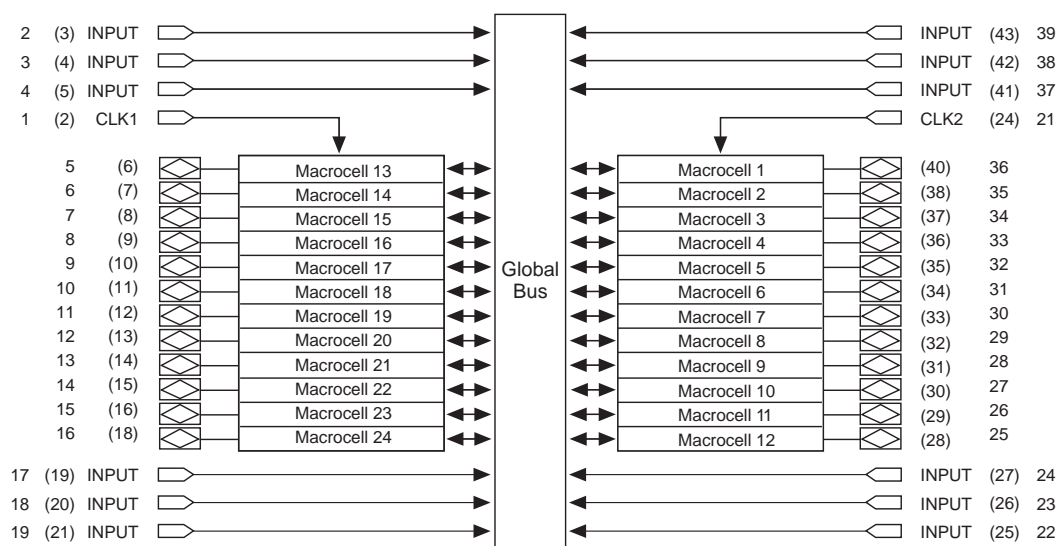 2 (3) INPUT INPUT (43) 39
3 (4) INPUT INPUT (42) 38
4 (5) INPUT INPUT (41) 37
1 (2) CLK1 CLK2 (24) 21
5 (6) Macrocell 13 Macrocell 1 (40) 36
6 (7) Macrocell 14 Macrocell 2 (38) 35
7 (8) Macrocell 15 Macrocell 3 (37) 34
8 (9) Macrocell 16 Macrocell 4 (36) 33
9 (10) Macrocell 17 Global Macrocell 5 (35) 32
10 (11) Macrocell 18 Bus Macrocell 6 (34) 31
11 (12) Macrocell 19 Macrocell 7 (33) 30
12 (13) Macrocell 20 Macrocell 8 (32) 29
13 (14) Macrocell 21 Macrocell 9 (31) 28
14 (15) Macrocell 22 Macrocell 10 (30) 27
15 (16) Macrocell 23 Macrocell 11 (29) 26
16 (18) Macrocell 24 Macrocell 12 (28) 25
17 (19) INPUT INPUT (27) 24
18 (20) INPUT INPUT (26) 23
19 (21) INPUT INPUT (25) 22